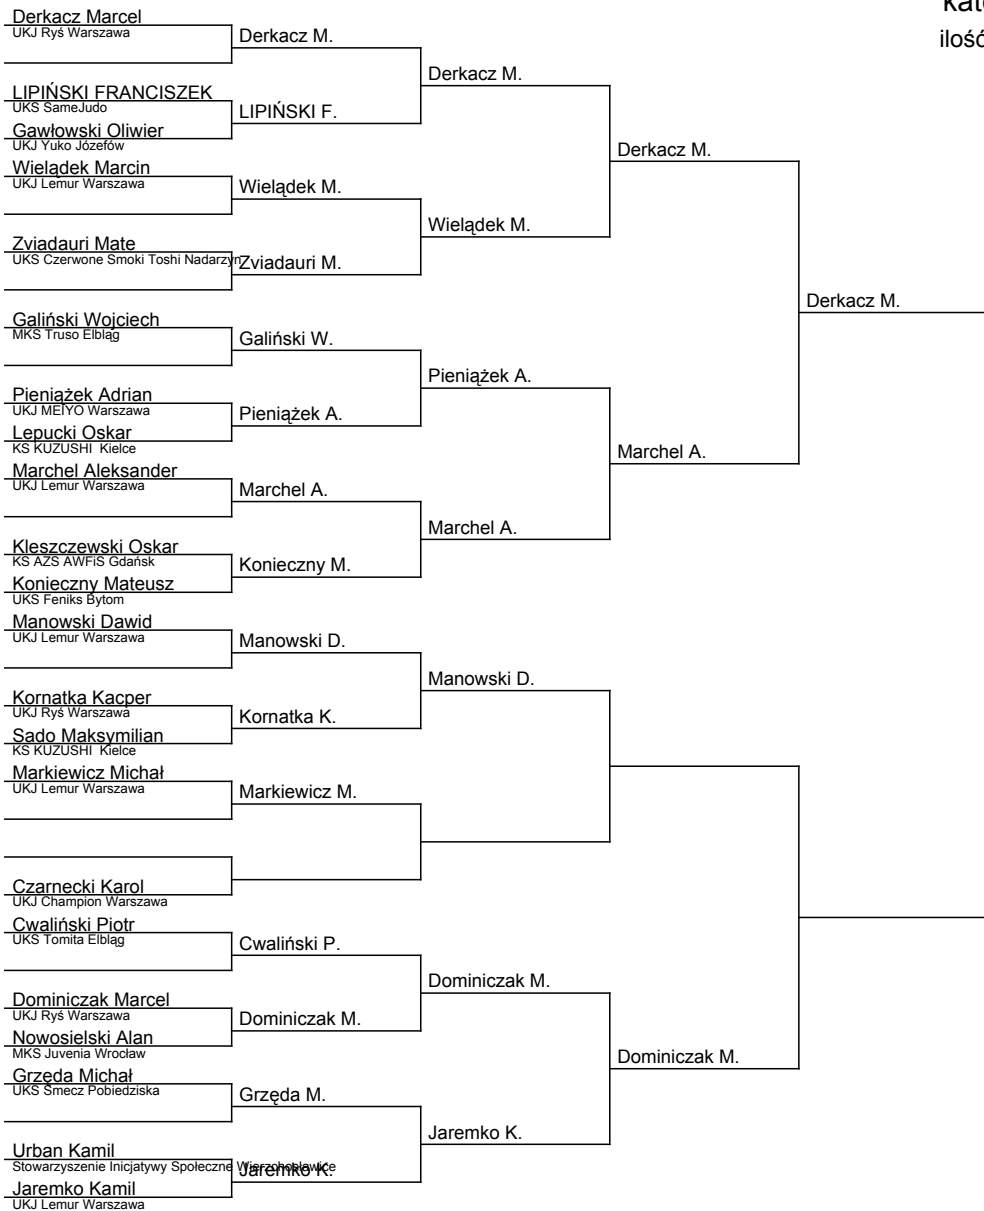 Derkacz Marcel
UKJ Ryś Warszawa
LIPIŃSKI FRANCISZEK
UKS SameJudo
Gawłowski Oliwier
UKJ Yuko Józefów
Wielądek Marcin
UKJ Lemur Warszawa
Zviadauri Mate
UKS Czerwone Smoki Toshi Nadarzyn
Galiński Wojciech
MKS Truso Elbląg
Pieniążek Adrian
UKJ MEIYO Warszawa
Lepucki Oskar
KS KUZUSHI Kielce
Marchel Aleksander
UKJ Lemur Warszawa
Kleszczewski Oskar
KS AZS AWFiS Gdańsk
Konieczny Mateusz
UKS Feniks Bytom
Manowski Dawid
UKJ Lemur Warszawa
Kornatka Kacper
UKJ Ryś Warszawa
Sado Maksymilian
KS KUZUSHI Kielce
Markiewicz Michał
UKJ Lemur Warszawa
Czarnecki Karol
UKJ Champion Warszawa
Cwaliński Piotr
UKS Tomita Elbląg
Dominiczak Marcel
UKJ Ryś Warszawa
Nowosielski Alan
MKS Juvenia Wrocław
Grzęda Michał
UKS Smecz Pobiedziska
Urban Kamil
Stowarzyszenie Inicjatywy Społeczne Wierzchosławice
Jaremko Kamil
UKJ Lemur Warszawa
Derkacz M.
LIPIŃSKI F.
Wielądek M.
Zviadauri M.
Galiński W.
Pieniążek A.
Marchel A.
Konieczny M.
Manowski D.
Kornatka K.
Markiewicz M.
Cwaliński P.
Dominiczak M.
Grzęda M.
Jaremko K.
Derkacz M.
Wielądek M.
Pieniążek A.
Marchel A.
Manowski D.
Dominiczak M.
Jaremko K.
Derkacz M.
Marchel A.
Dominiczak M.
Derkacz M.
ilość